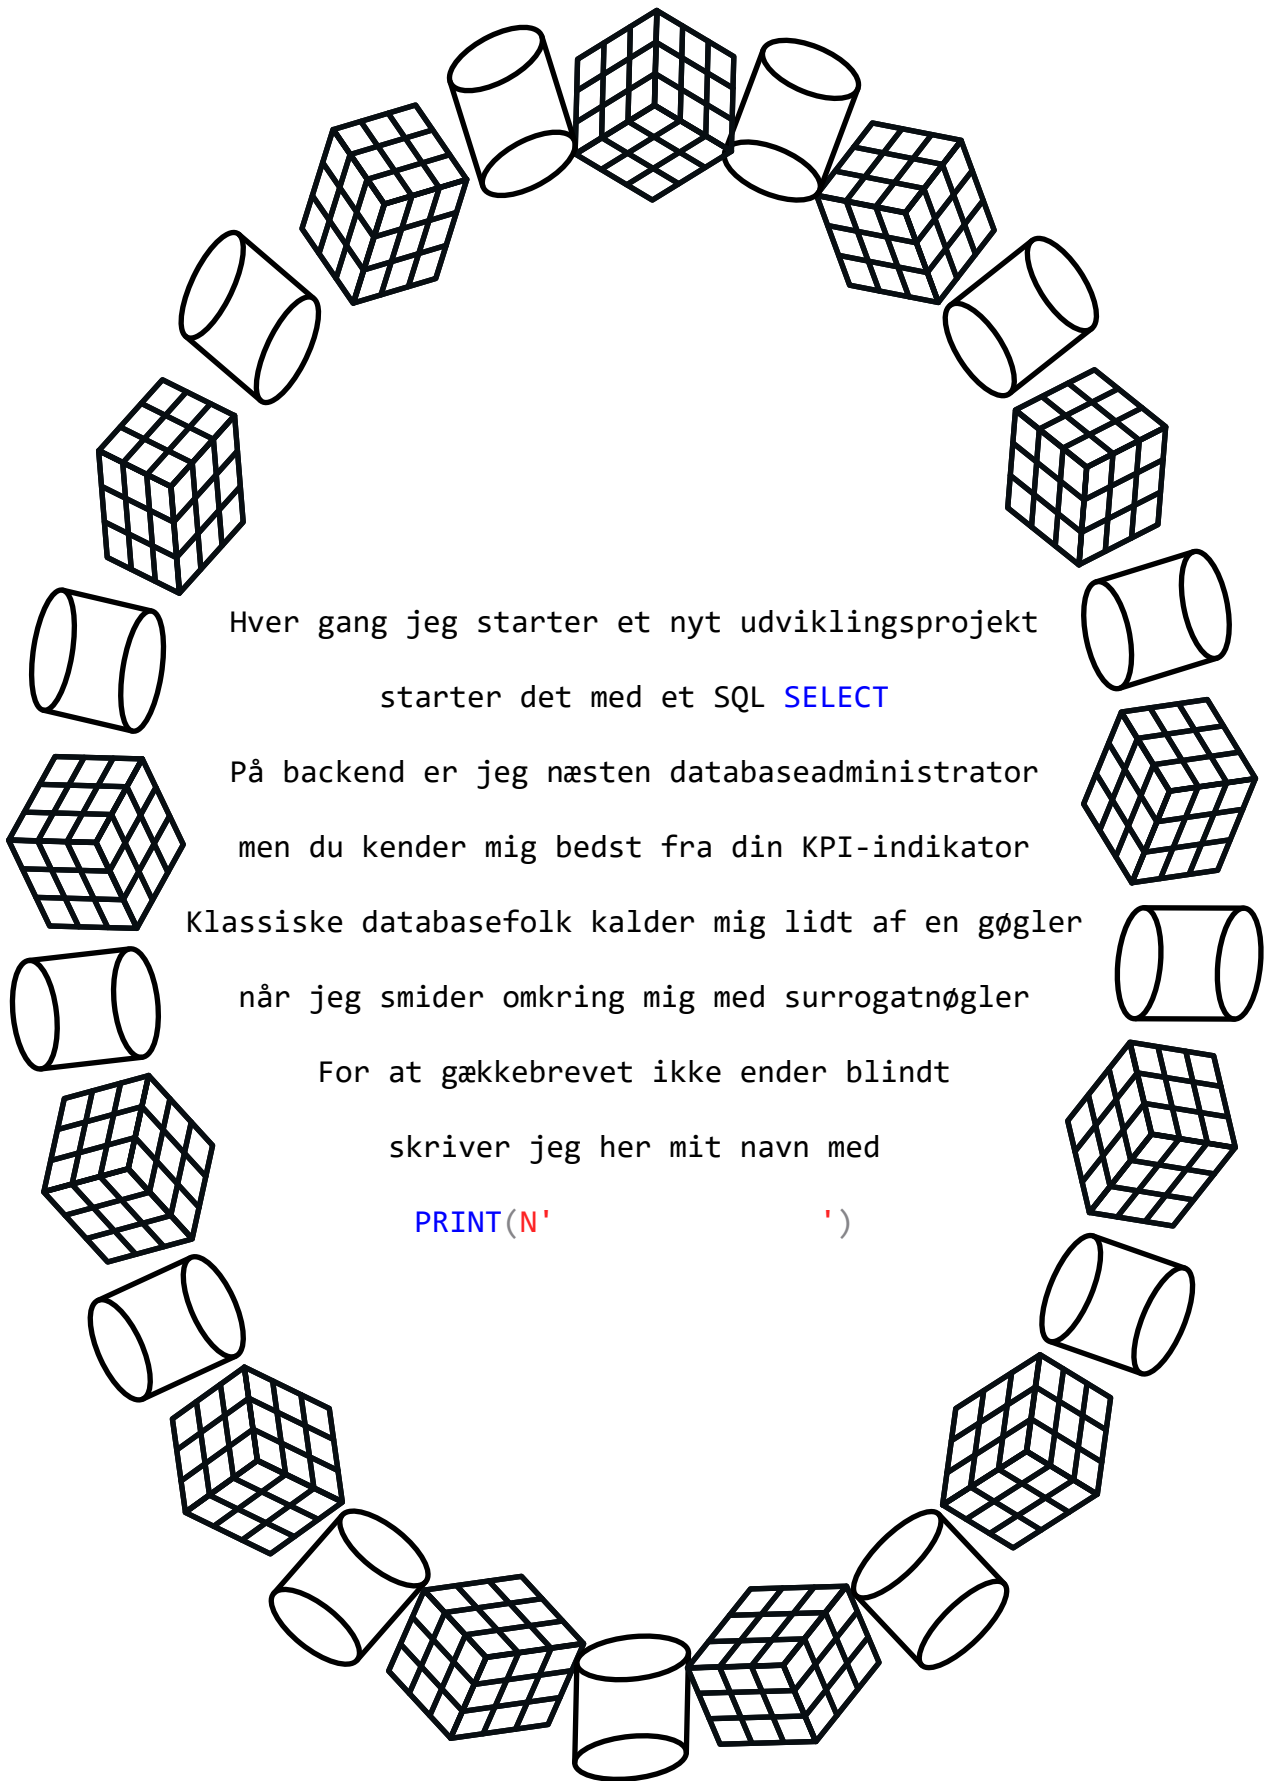 Hver gang jeg starter et nyt udviklingsprojekt
starter det med et SQL SELECT
På backend er jeg næsten databaseadministrator
men du kender mig bedst fra din KPI-indikator
Klassiske databasefolk kalder mig lidt af en gøgler
når jeg smider omkring mig med surrogatnøgler
For at gækkebrevet ikke ender blindt
skriver jeg her mit navn med
PRINT(N'                ')